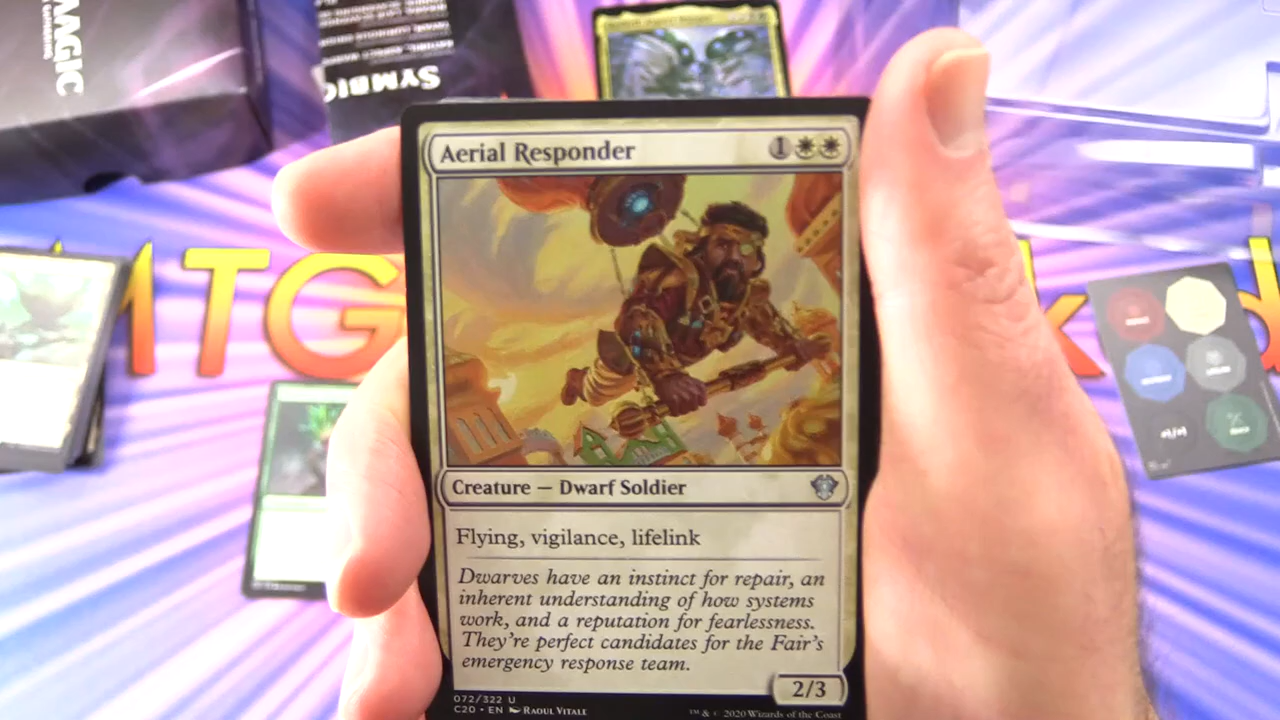 MAGIC
SYMBIO
Aerial Responder 1
MTG
k d
Creature — Dwarf Soldier
Flying, vigilance, lifelink
Dwarves have an instinct for repair, an
inherent understanding of how systems
work, and a reputation for fearlessness.
They're perfect candidates for the Fair's
emergency response team.
2/3
072/322 U
C20 • EN Raoul Vitale
™ & © 2020 Wizards of the Coast